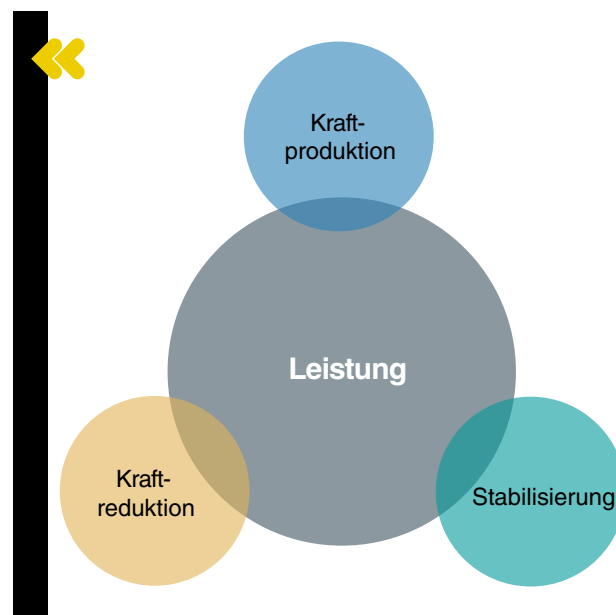 Kraft-
produktion
Leistung
Kraft-
reduktion
Stabilisierung